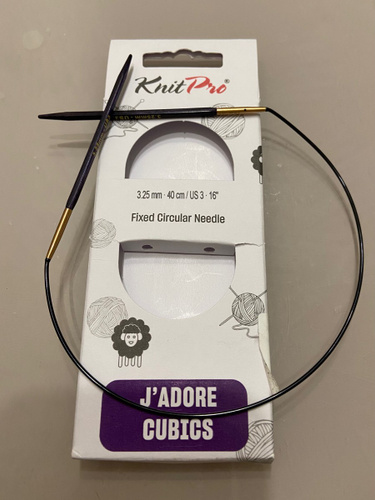 KnitPro®
3.25 mm · 40 cm / US 3 · 16"
Fixed Circular Needle
J'ADORE
CUBICS